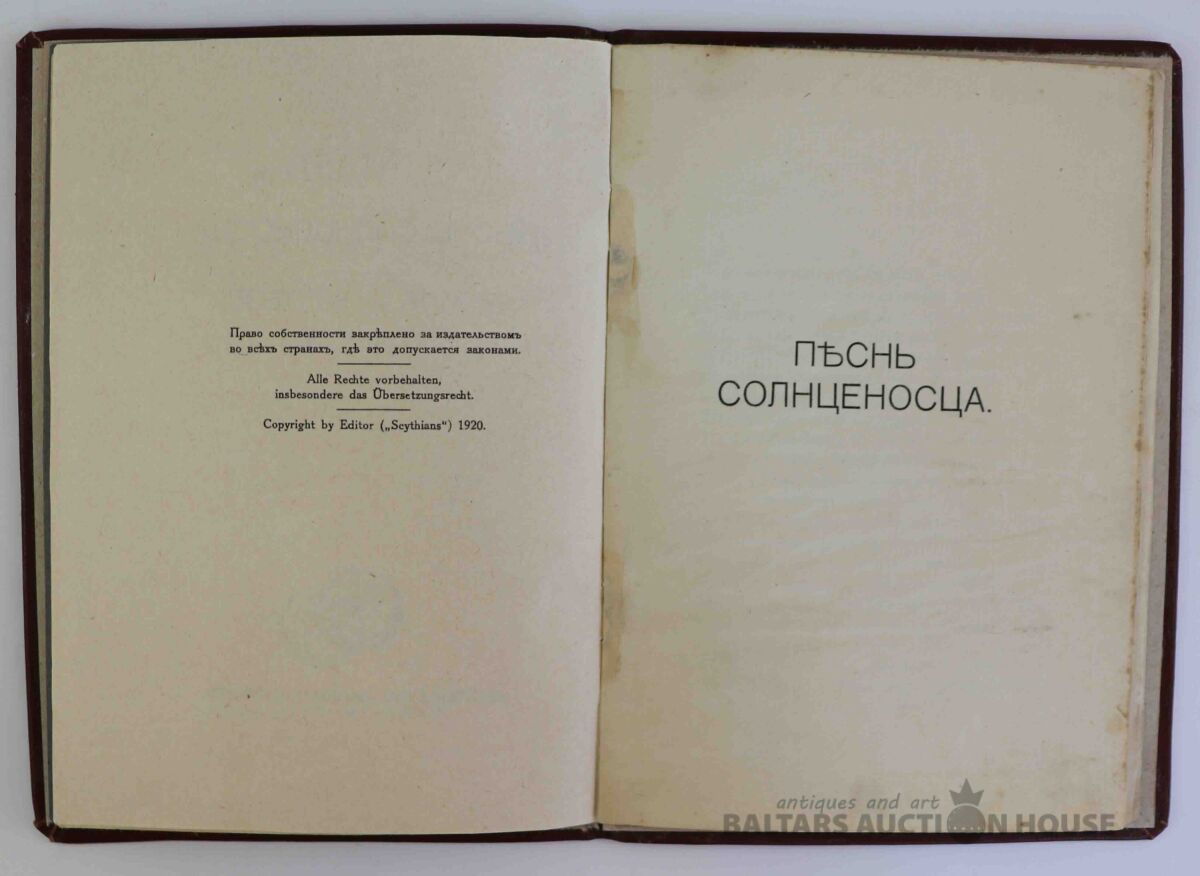 Право собственности закрѣплено за издательствомъ
во всѣхъ странахъ, гдѣ это допускается законами.
Alle Rechte vorbehalten,
insbesondere das Übersetzungsrecht.
Copyright by Editor („Scythians“) 1920.
ПѢСНЬ
СОЛНЦЕНОСЦА.
antiques and art
BALTARS AUCTION HOUSE